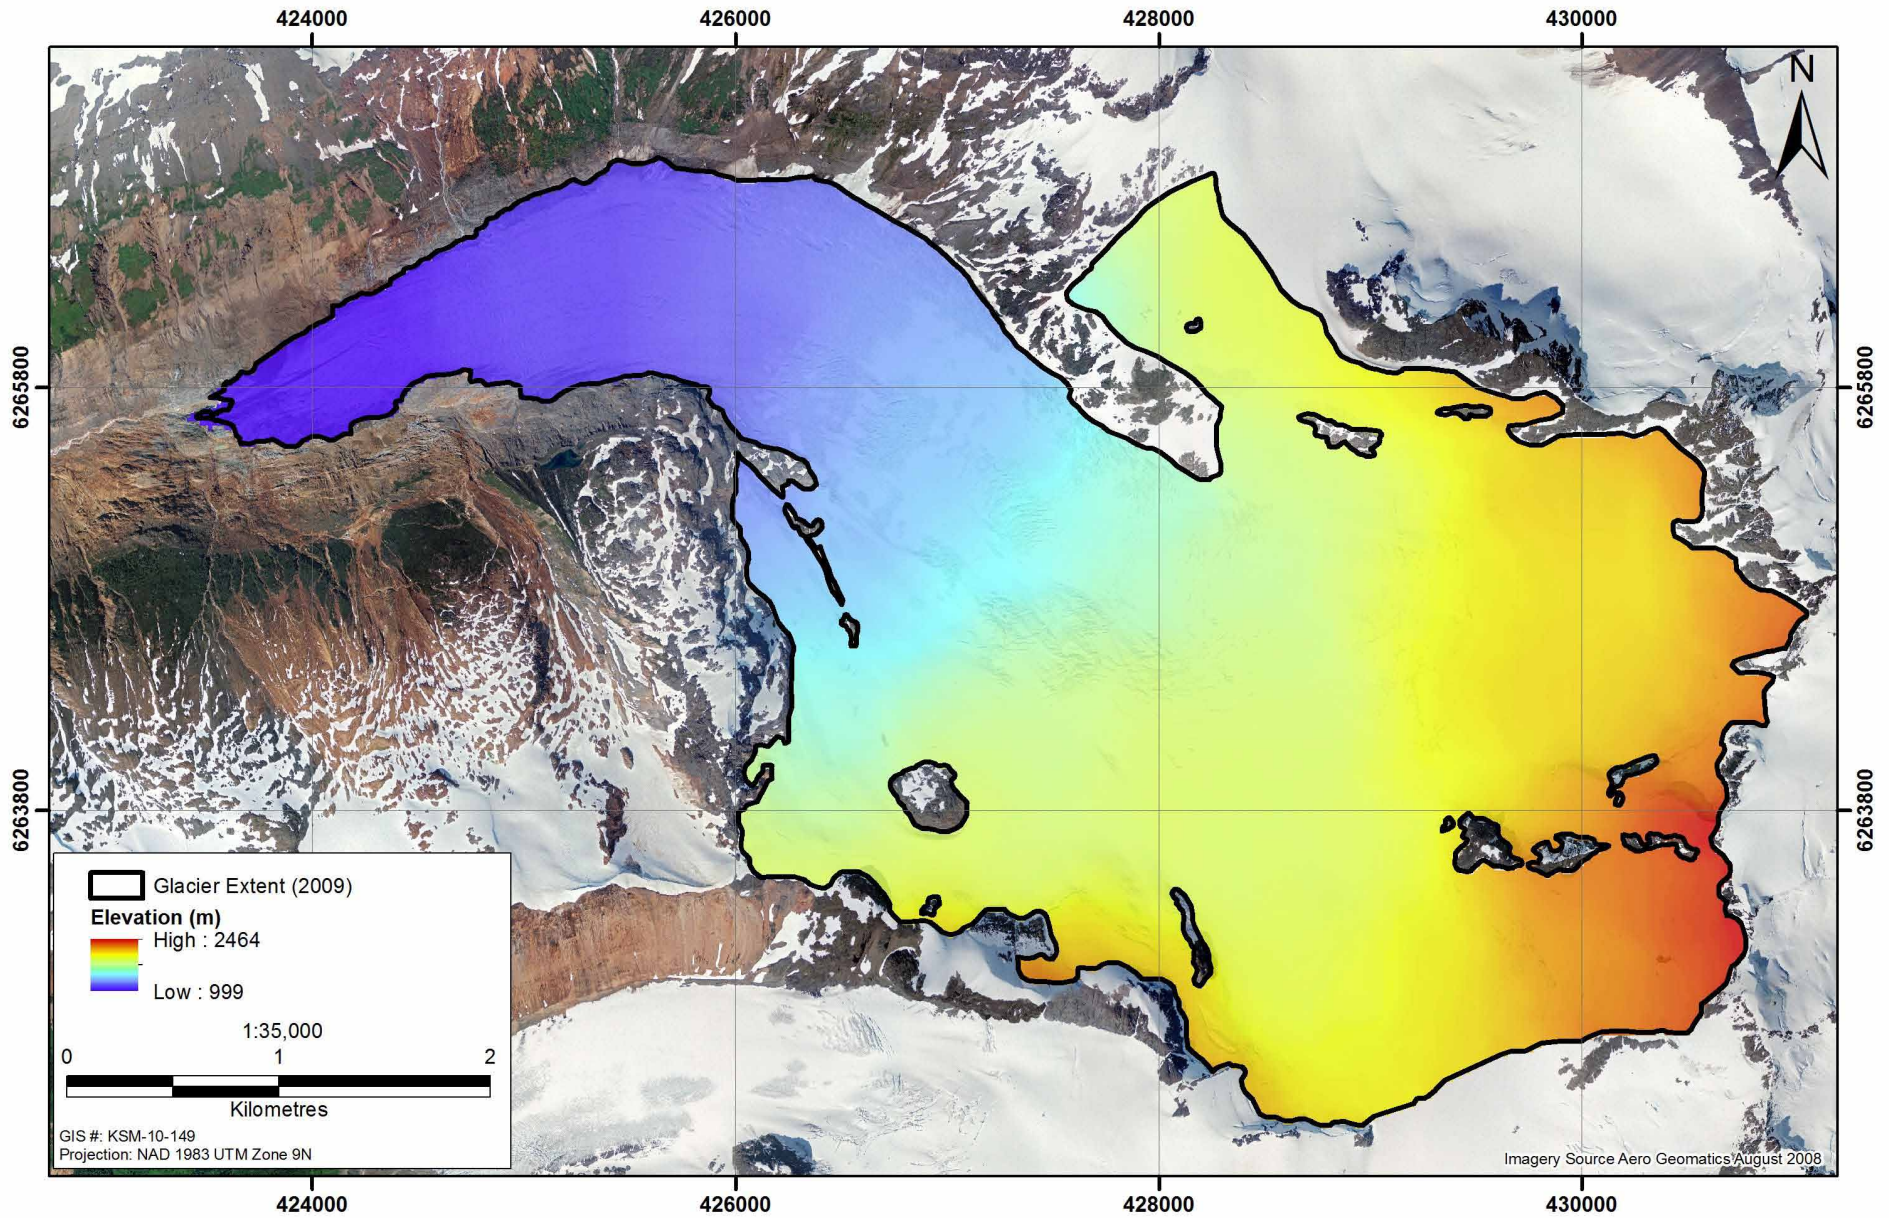 424000 426000 428000 430000
N
6265800 6265800
6263800 6263800
Glacier Extent (2009)
Elevation (m)
High : 2464
Low : 999
1:35,000
0 1 2
Kilometres
GIS #: KSM-10-149
Projection: NAD 1983 UTM Zone 9N
Imagery Source Aero Geomatics August 2008
424000 426000 428000 430000